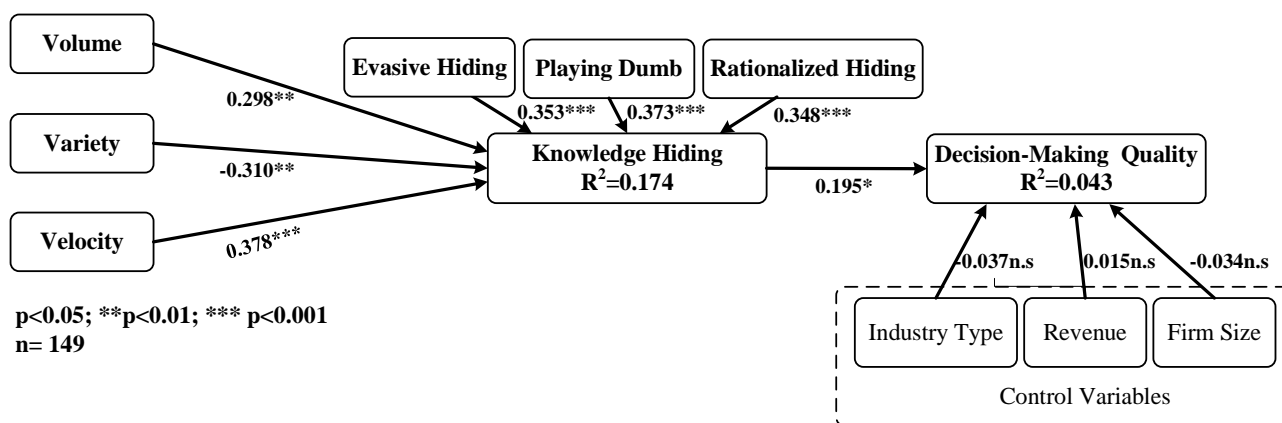 Volume
Evasive Hiding
Playing Dumb
Rationalized Hiding
0.298**
0.353***
0.373***
0.348***
Variety
-0.310**
Knowledge Hiding
R²=0.174
0.195*
Decision-Making Quality
R²=0.043
Velocity
0.378***
-0.037n.s
0.015n.s
-0.034n.s
p<0.05; **p<0.01; *** p<0.001
n= 149
Industry Type
Revenue
Firm Size
Control Variables